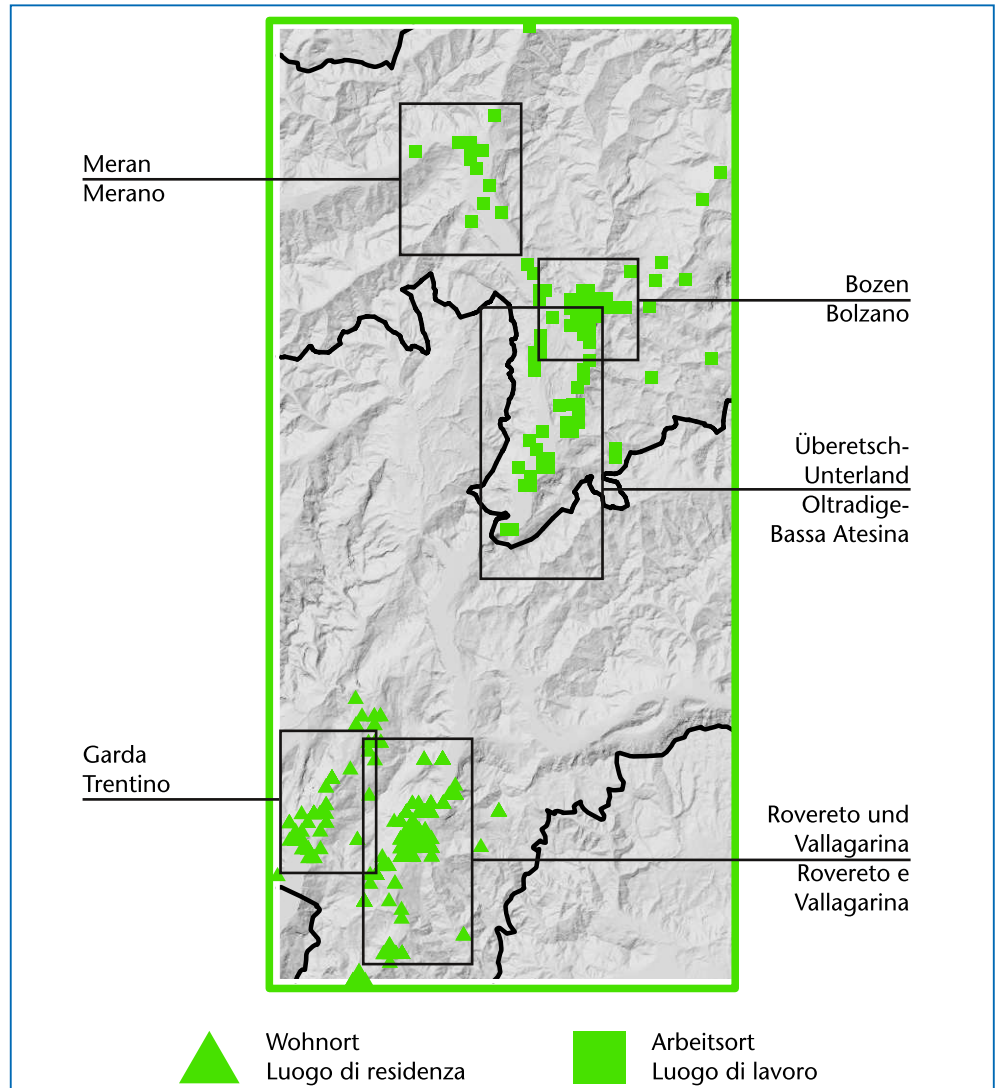 Meran
Merano
Bozen
Bolzano
Überetsch-
Unterland
Oltradige-
Bassa Atesina
Garda
Trentino
Rovereto und
Vallagarina
Rovereto e
Vallagarina
Wohnort
Luogo di residenza
Arbeitsort
Luogo di lavoro